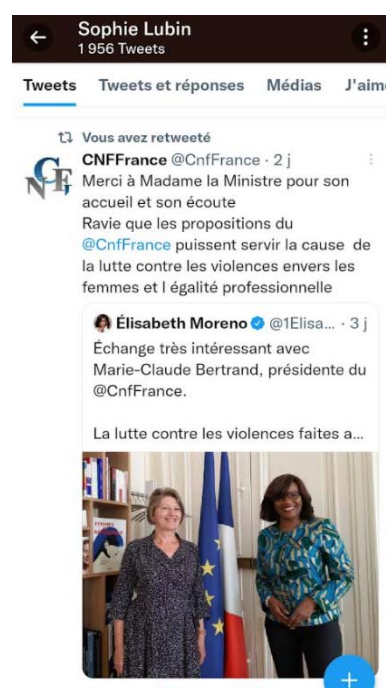 Sophie Lubin
1 956 Tweets
Tweets Tweets et réponses Médias J'aim
Vous avez retweeté
CNFFrance @CnfFrance · 2 j
Merci à Madame la Ministre pour son
accueil et son écoute
Ravie que les propositions du
@CnfFrance puissent servir la cause de
la lutte contre les violences envers les
femmes et l égalité professionnelle
Élisabeth Moreno @1Elisa... · 3 j
Échange très intéressant avec
Marie-Claude Bertrand, présidente du
@CnfFrance.
La lutte contre les violences faites a...